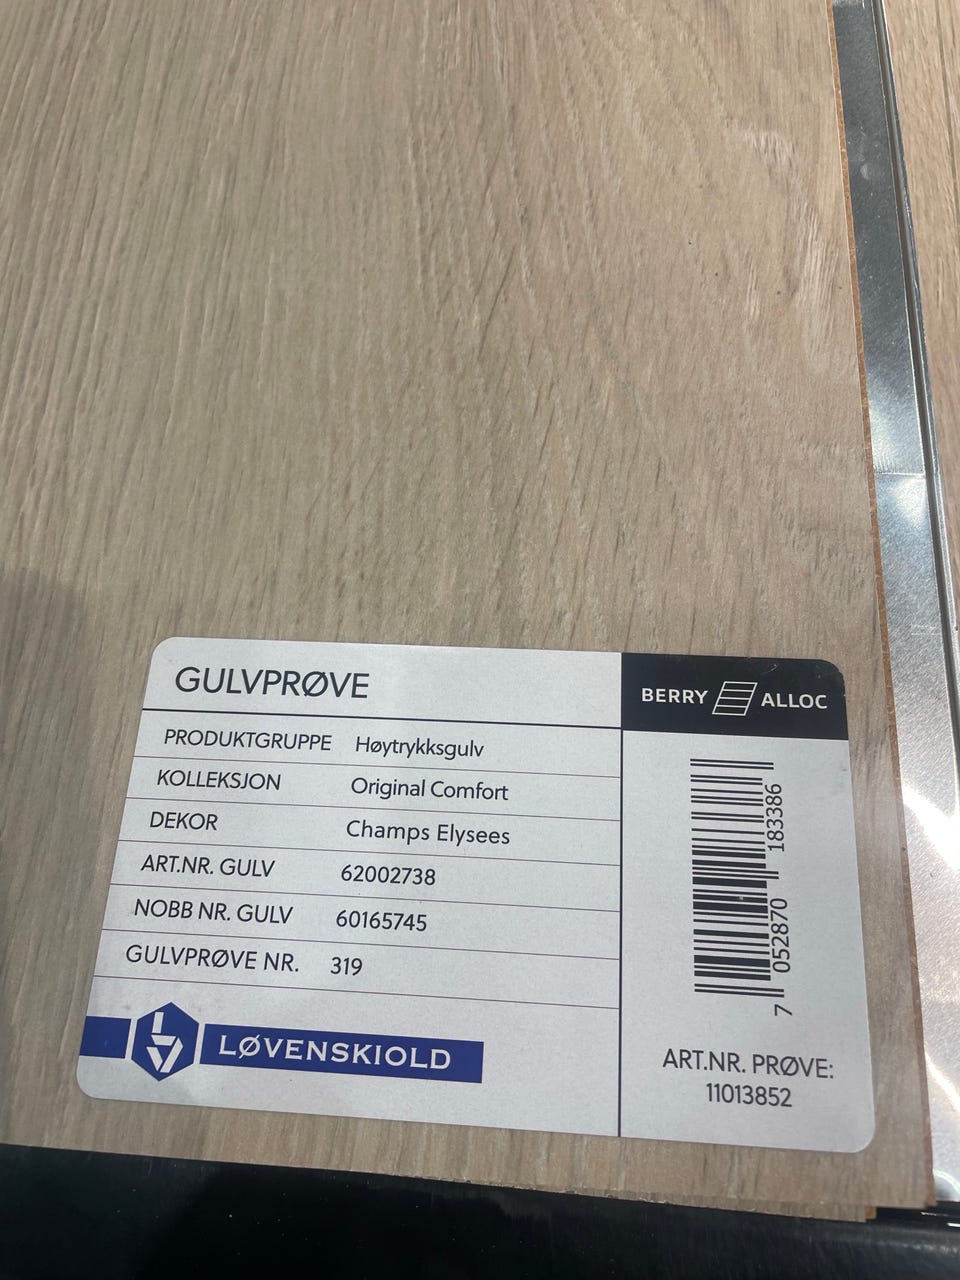 GULVPRØVE
BERRY ALLOC
PRODUKTGRUPPE Høytrykksgulv
KOLLEKSJON Original Comfort
DEKOR Champs Elysees
ART.NR. GULV 62002738
NOBB NR. GULV 60165745
GULVPRØVE NR. 319
LØVENSKIOLD
7 052870 183386
ART.NR. PRØVE:
11013852